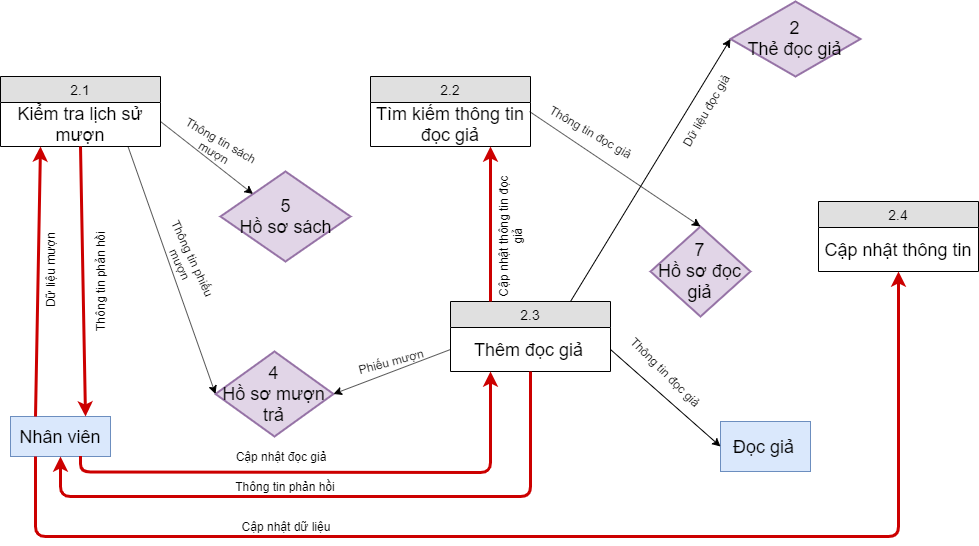 2
Thẻ đọc giả
2.1
Kiểm tra lịch sử
mượn
2.2
Tìm kiếm thông tin
đọc giả
Thông tin sách
mượn
Thông tin đọc giả
Dữ liệu đọc giả
5
Hồ sơ sách
2.4
Cập nhật thông tin
7
Hồ sơ đọc
giả
Dữ liệu mượn
Thông tin phản hồi
Thông tin phiếu
mượn
Cập nhật thông tin đọc
giả
2.3
Thêm đọc giả
Phiếu mượn
Thông tin đọc giả
4
Hồ sơ mượn
trả
Nhân viên
Đọc giả
Cập nhật đọc giả
Thông tin phản hồi
Cập nhật dữ liệu